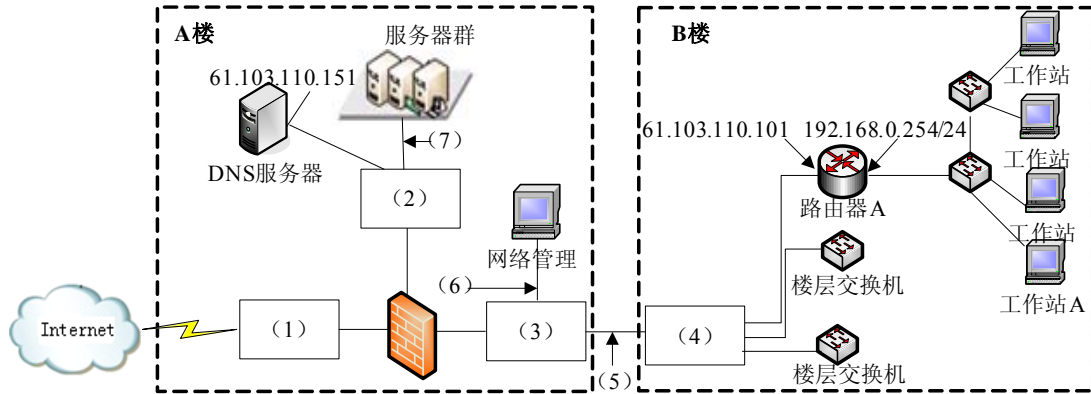 A楼
服务器群
61.103.110.151
DNS服务器
(7)
(2)
网络管理
(6)
Internet
(1)
(3)
(5)
B楼
工作站
61.103.110.101
192.168.0.254/24
工作站
路由器A
工作站
楼层交换机
工作站A
(4)
楼层交换机